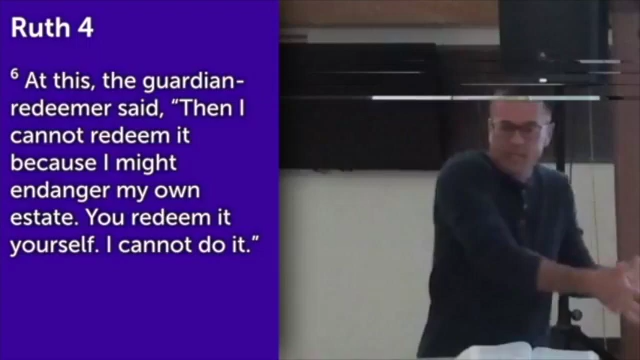 Ruth 4
6 At this, the guardian-
redeemer said, “Then I
cannot redeem it
because I might
endanger my own
estate. You redeem it
yourself. I cannot do it.”